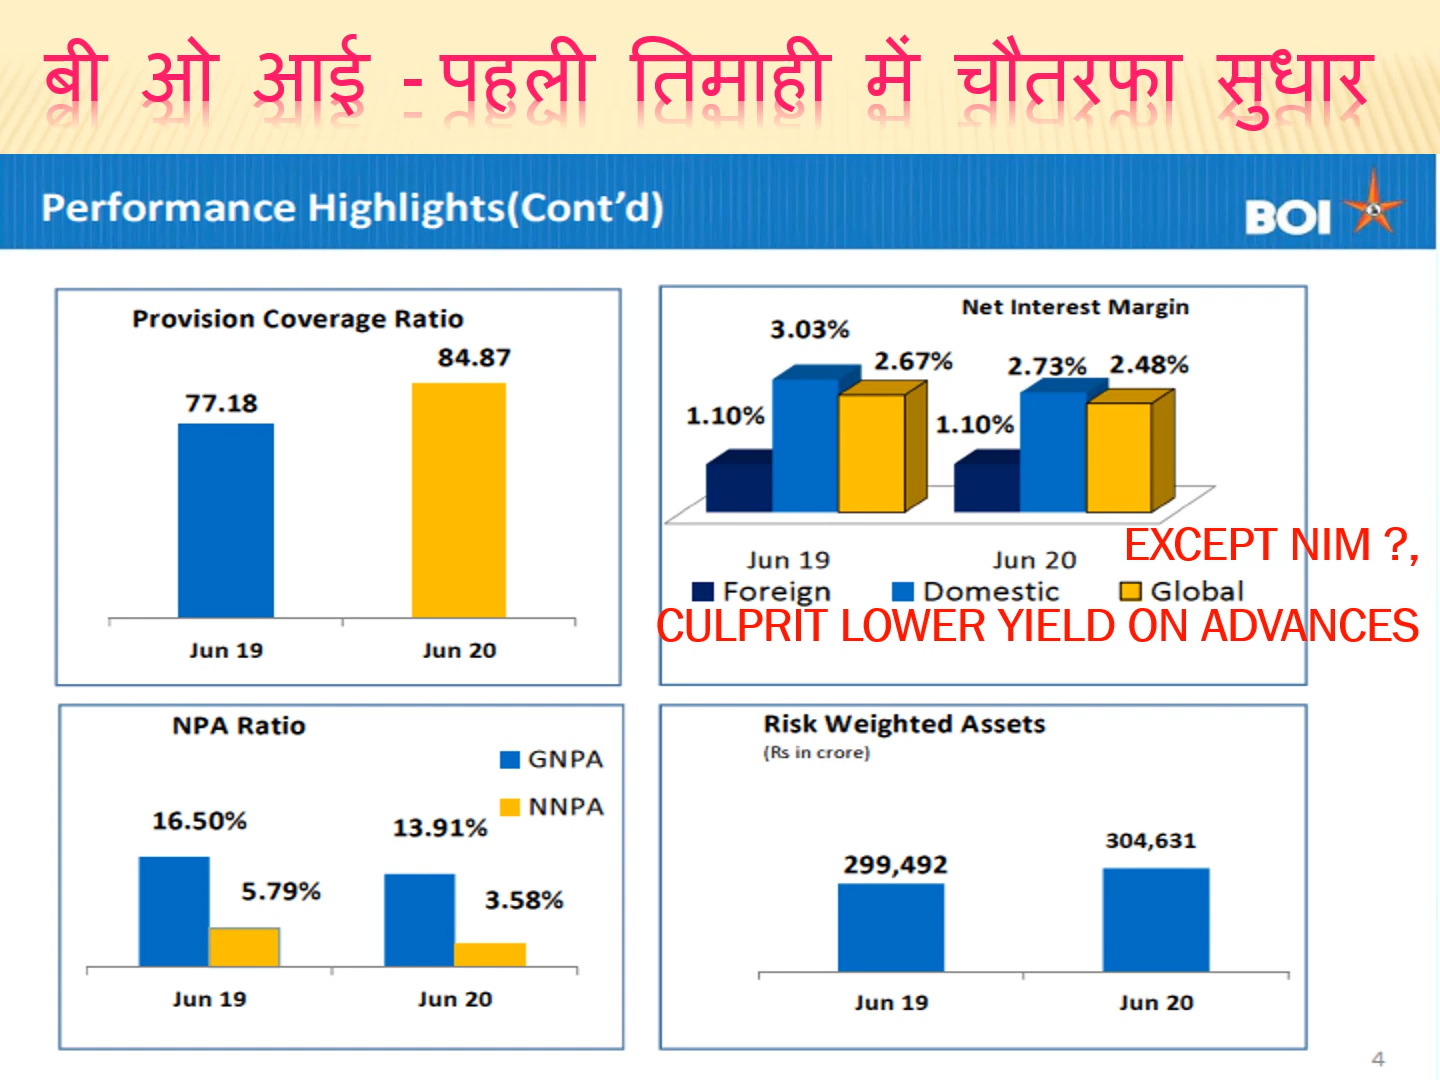 बी ओ आई - पहली तिमाही में चौतरफा सुधार
Performance Highlights(Cont'd)
BOI
Provision Coverage Ratio
84.87
77.18
Jun 19 Jun 20
Net Interest Margin
3.03%
2.67% 2.73% 2.48%
1.10% 1.10%
Jun 19 Jun 20
EXCEPT NIM ?,
Foreign Domestic Global
CULPRIT LOWER YIELD ON ADVANCES
NPA Ratio
GNPA
NNPA
16.50% 13.91%
5.79% 3.58%
Jun 19 Jun 20
Risk Weighted Assets
(Rs in crore)
304,631
299,492
Jun 19 Jun 20
4